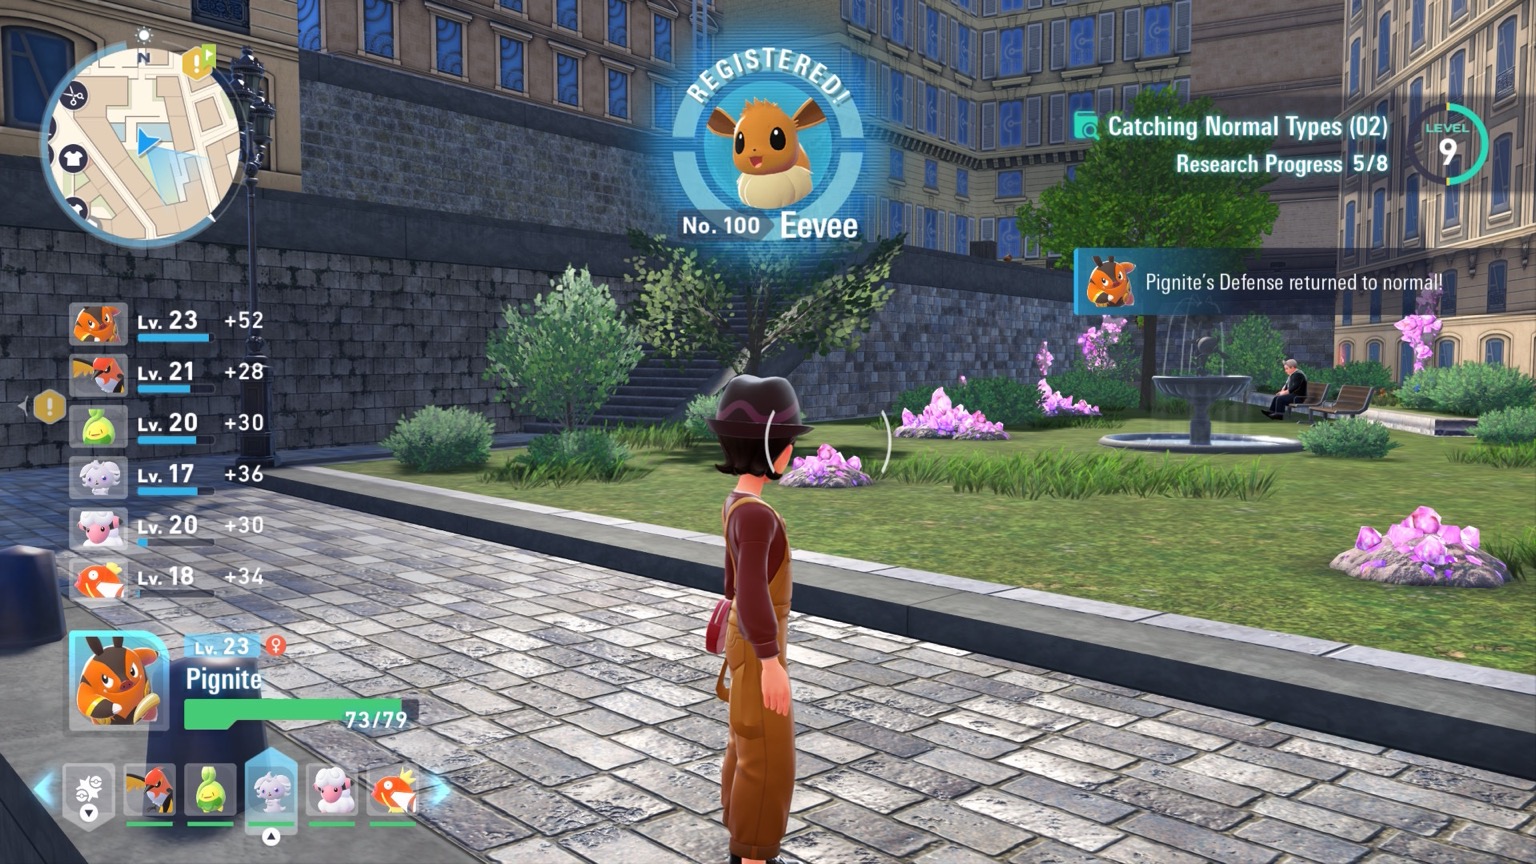 N
REGISTERED!
No. 100 Eevee
Catching Normal Types (02)
Research Progress 5/8
LEVEL
9
Pignite's Defense returned to normal!
Lv. 23 +52
Lv. 21 +28
Lv. 20 +30
Lv. 17 +36
Lv. 20 +30
Lv. 18 +34
Lv. 23 ♀
Pignite
73/79